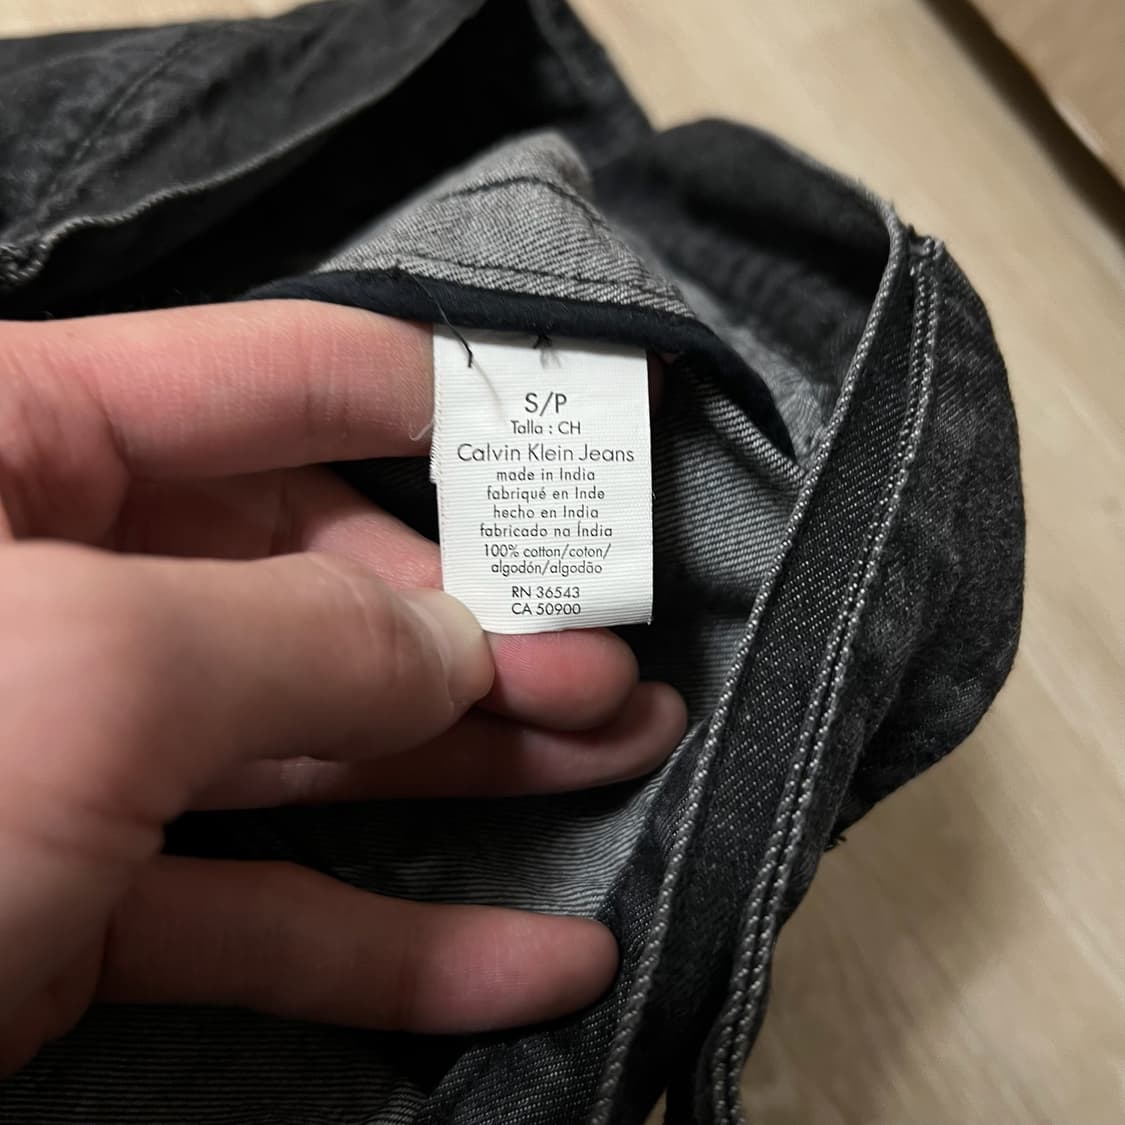 S/P
Talla : CH
Calvin Klein Jeans
made in India
fabriqué en Inde
hecho en India
fabricado na Índia
100% cotton/coton/
algodón/algodão
RN 36543
CA 50900